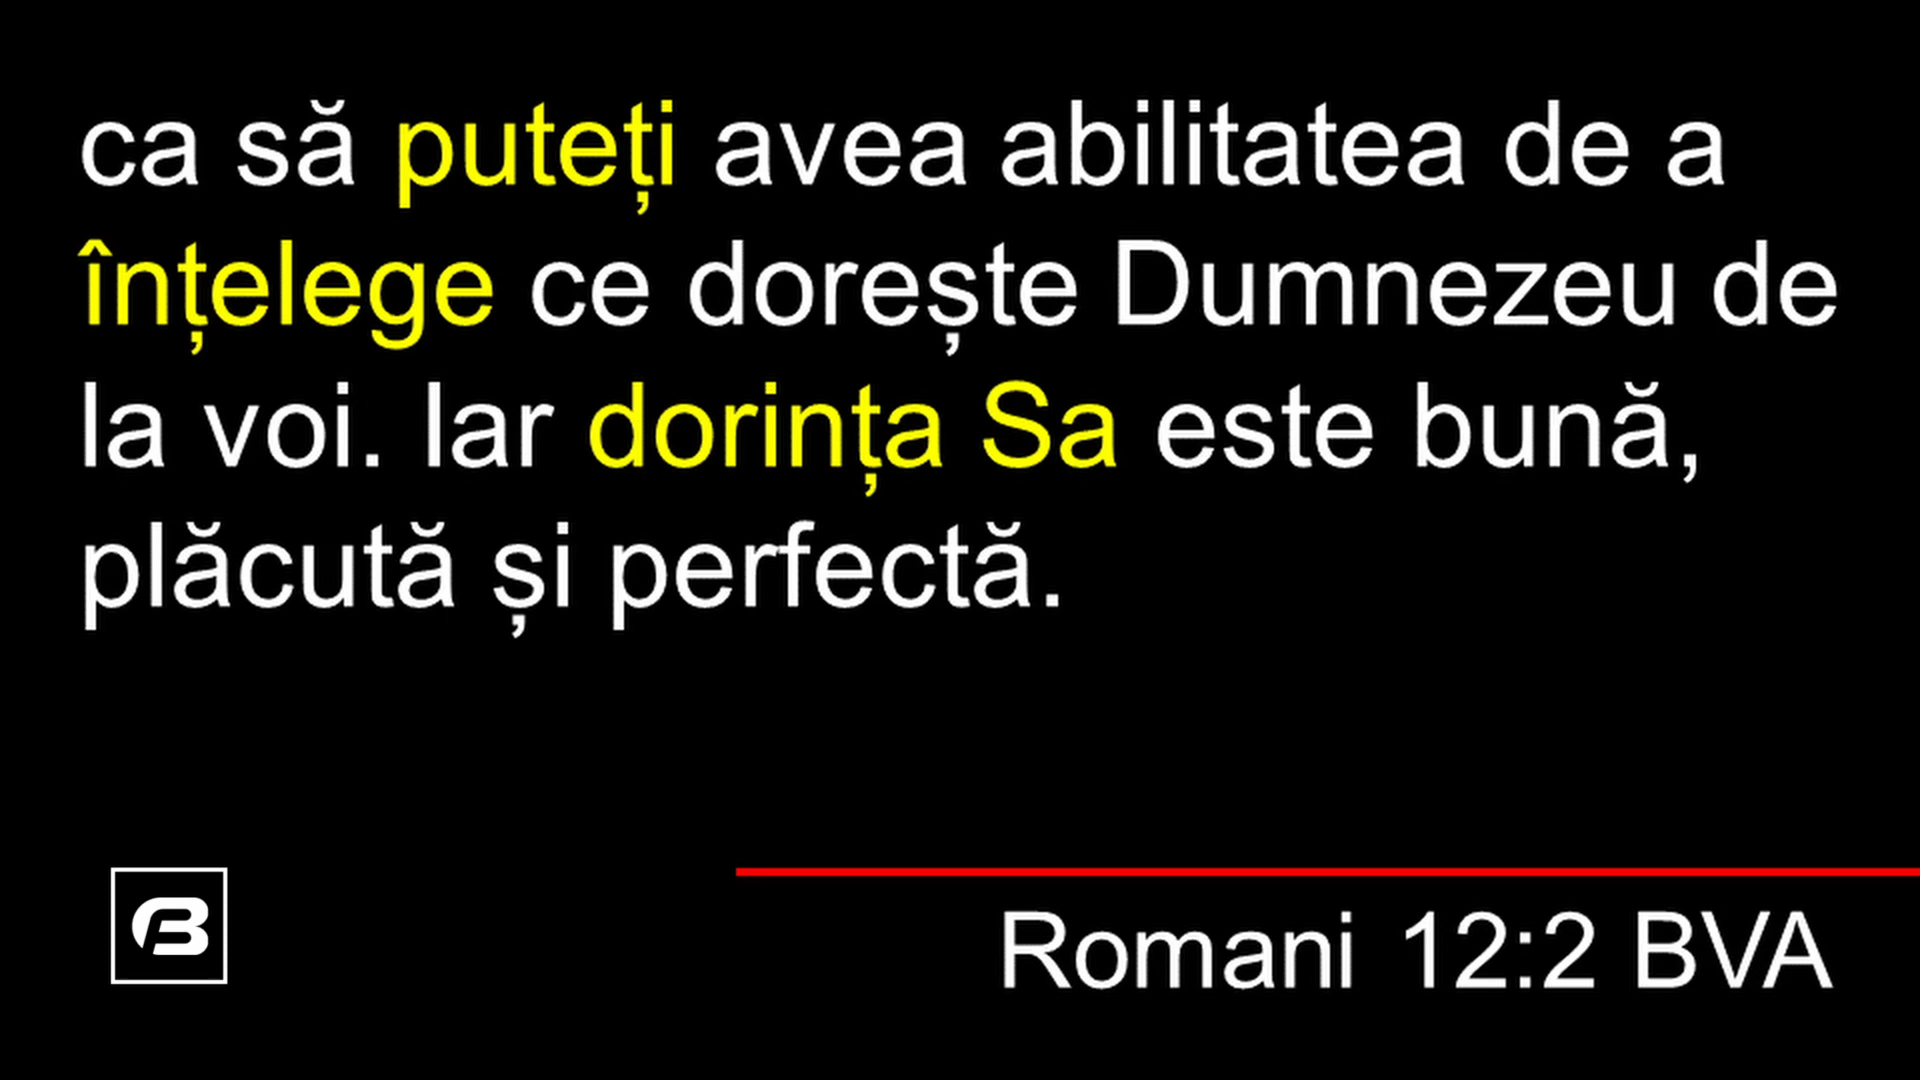 ca să puteți avea abilitatea de a
înțelege ce dorește Dumnezeu de
la voi. Iar dorința Sa este bună,
plăcută și perfectă.
B
Romani 12:2 BVA